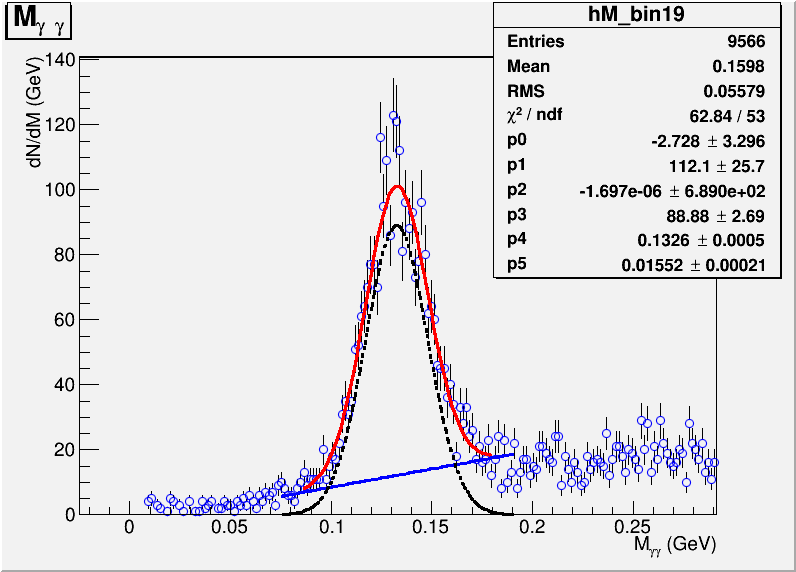 M γ γ
hM_bin19
Entries 9566
Mean 0.1598
RMS 0.05579
χ² / ndf 62.84 / 53
p0 -2.728 ± 3.296
p1 112.1 ± 25.7
p2 -1.697e-06 ± 6.890e+02
p3 88.88 ± 2.69
p4 0.1326 ± 0.0005
p5 0.01552 ± 0.00021
dN/dM (GeV)
140
120
100
80
60
40
20
0
0 0.05 0.1 0.15 0.2 0.25
M γγ (GeV)